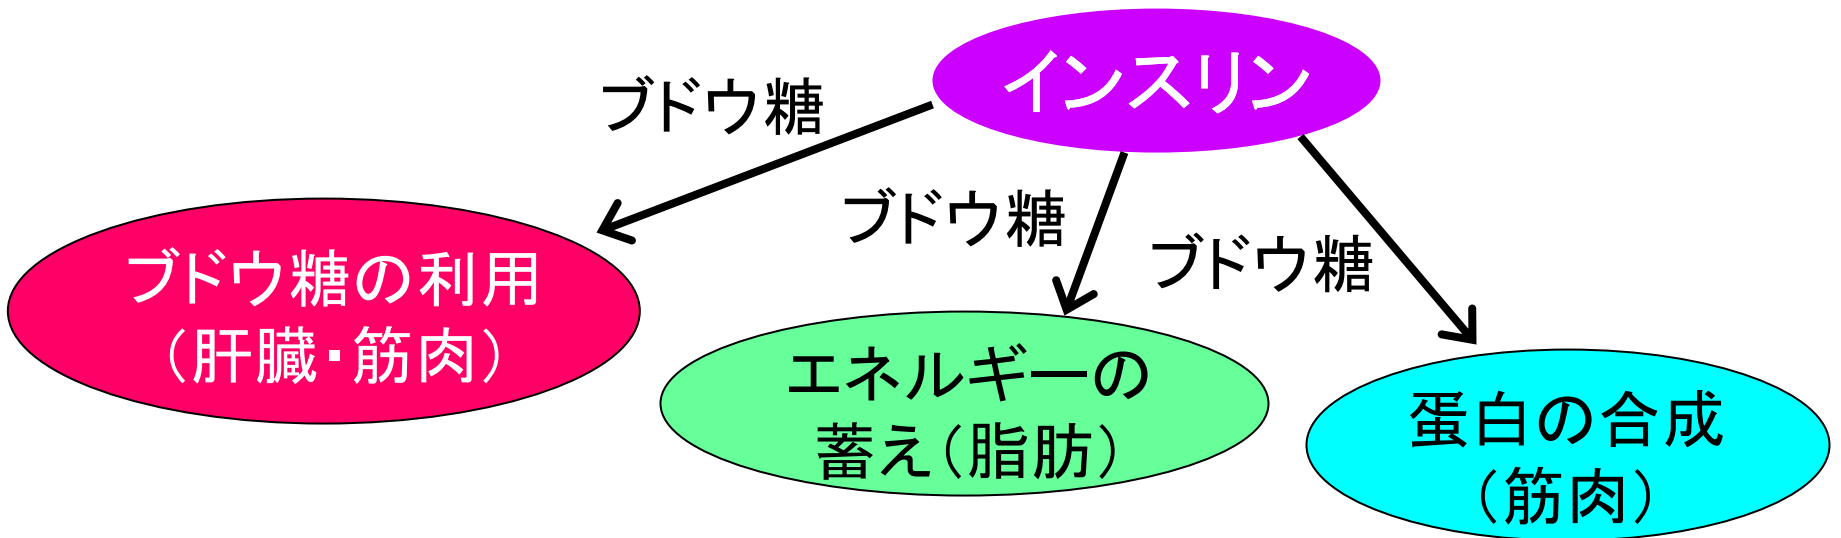 インスリン
ブドウ糖
ブドウ糖
ブドウ糖
ブドウ糖の利用
（肝臓・筋肉）
エネルギーの
蓄え（脂肪）
蛋白の合成
（筋肉）